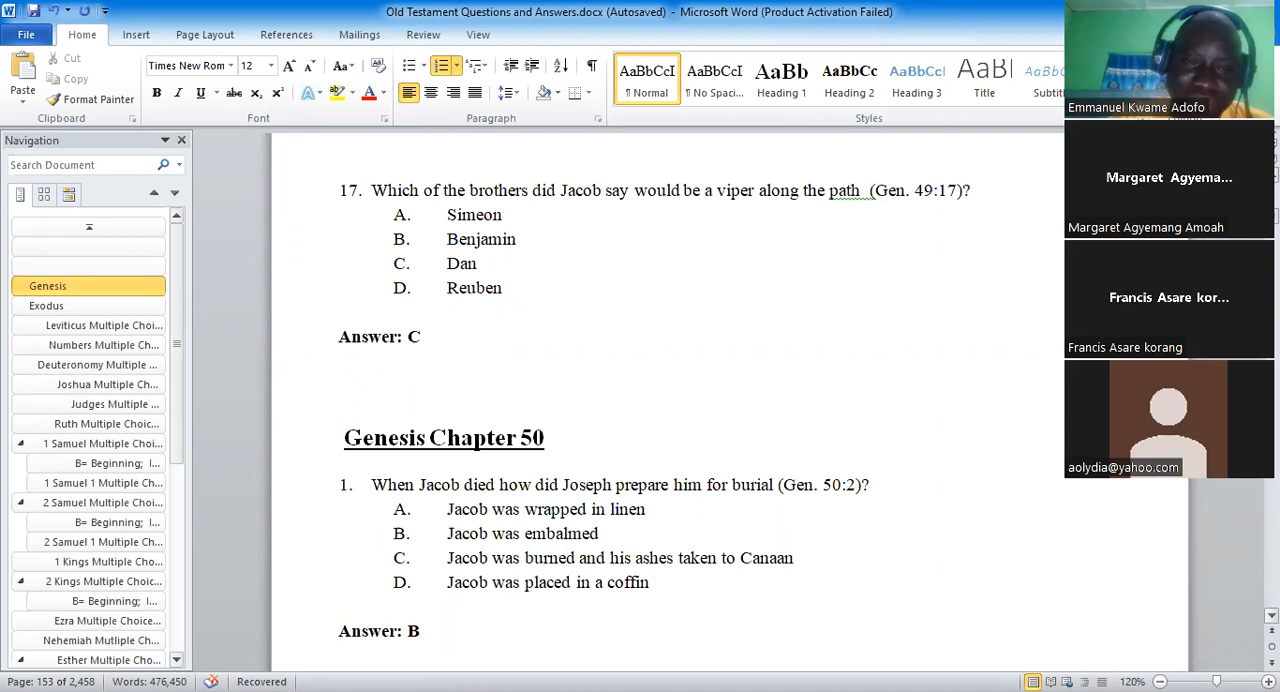 Old Testament Questions and Answers.docx (Autosaved) - Microsoft Word (Product Activation Failed)
File Home Insert Page Layout References Mailings Review View
Paste Cut Copy Format Painter
Times New Rom 12
AaBbCcI AaBbCcI AaBb AaBbCc AaBbCcI AaBl AaBb
¶ Normal ¶ No Spaci... Heading 1 Heading 2 Heading 3 Title Subtitl
Clipboard Font Paragraph Styles
Navigation
Search Document
Genesis
Exodus
Leviticus Multiple Choi...
Numbers Multiple Ch...
Deuteronomy Multiple ...
Joshua Multiple Ch...
Judges Multiple ...
Ruth Multiple Choic...
1 Samuel Multiple Choi...
B= Beginning; I...
1 Samuel 1 Multiple Ch...
2 Samuel Multiple Choi...
B= Beginning; I...
2 Samuel 1 Multiple Ch...
1 Kings Multiple Cho...
2 Kings Multiple Choic...
B= Beginning; I...
Ezra Multiple Choice...
Nehemiah Mutliple Ch...
Esther Multiple Cho...
17. Which of the brothers did Jacob say would be a viper along the path (Gen. 49:17)?
A. Simeon
B. Benjamin
C. Dan
D. Reuben
Answer: C
Genesis Chapter 50
1. When Jacob died how did Joseph prepare him for burial (Gen. 50:2)?
A. Jacob was wrapped in linen
B. Jacob was embalmed
C. Jacob was burned and his ashes taken to Canaan
D. Jacob was placed in a coffin
Answer: B
Emmanuel Kwame Adofo
Margaret Agyema...
Margaret Agyemang Amoah
Francis Asare kor...
Francis Asare korang
aolydia@yahoo.com
Page: 153 of 2,458 Words: 476,450 Recovered 120%